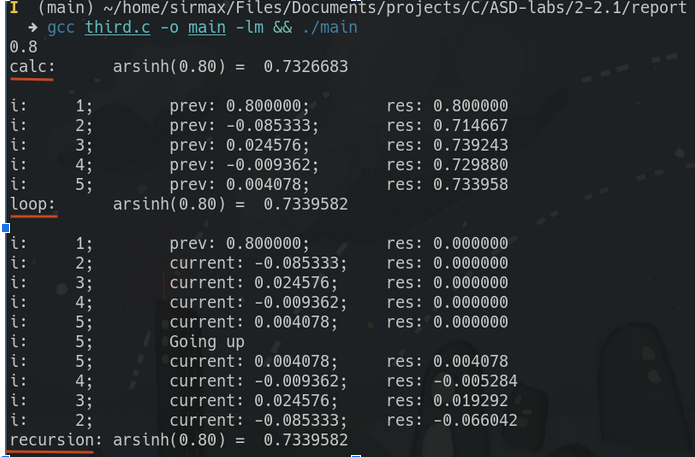 I (main) ~/home/sirmax/Files/Documents/projects/C/ASD-labs/2-2.1/report
➜ gcc third.c -o main -lm && ./main
0.8
calc: arsinh(0.80) = 0.7326683
i: 1; prev: 0.800000; res: 0.800000
i: 2; prev: -0.085333; res: 0.714667
i: 3; prev: 0.024576; res: 0.739243
i: 4; prev: -0.009362; res: 0.729880
i: 5; prev: 0.004078; res: 0.733958
loop: arsinh(0.80) = 0.7339582
i: 1; prev: 0.800000; res: 0.000000
i: 2; current: -0.085333; res: 0.000000
i: 3; current: 0.024576; res: 0.000000
i: 4; current: -0.009362; res: 0.000000
i: 5; current: 0.004078; res: 0.000000
i: 5; Going up
i: 5; current: 0.004078; res: 0.004078
i: 4; current: -0.009362; res: -0.005284
i: 3; current: 0.024576; res: 0.019292
i: 2; current: -0.085333; res: -0.066042
recursion: arsinh(0.80) = 0.7339582